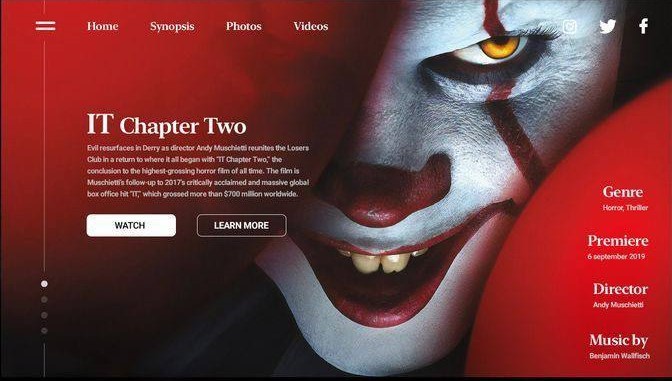 Home
Synopsis
Photos
Videos
IT Chapter Two
Evil resurfaces in Derry as director Andy Muschietti reunites the Losers
Club in a return to where it all began with "IT Chapter Two," the
conclusion to the highest-grossing horror film of all time. The film is
Muschietti's follow-up to 2017's critically acclaimed and massive global
box office hit "IT," which grossed more than $700 million worldwide.
WATCH
LEARN MORE
Genre
Horror, Thriller
Premiere
6 september 2019
Director
Andy Muschietti
Music by
Benjamin Wallfisch